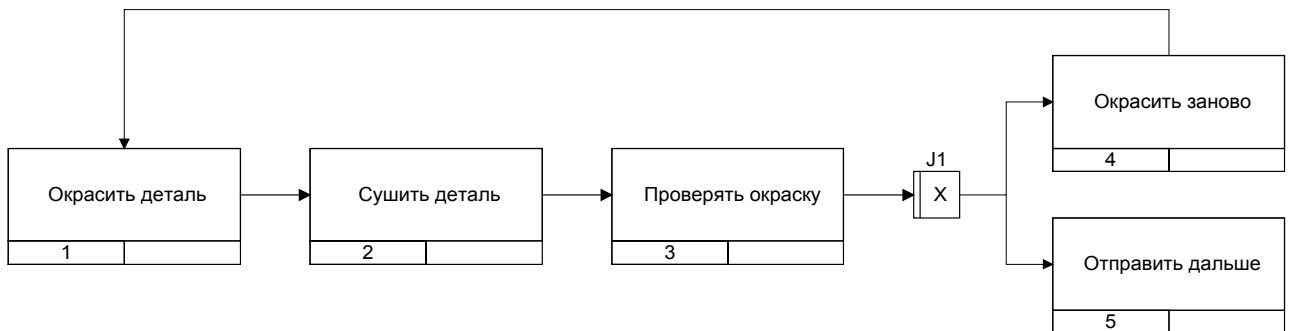 Окрасить деталь
1
Сушить деталь
2
Проверять окраску
3
J1
X
Окрасить заново
4
Отправить дальше
5